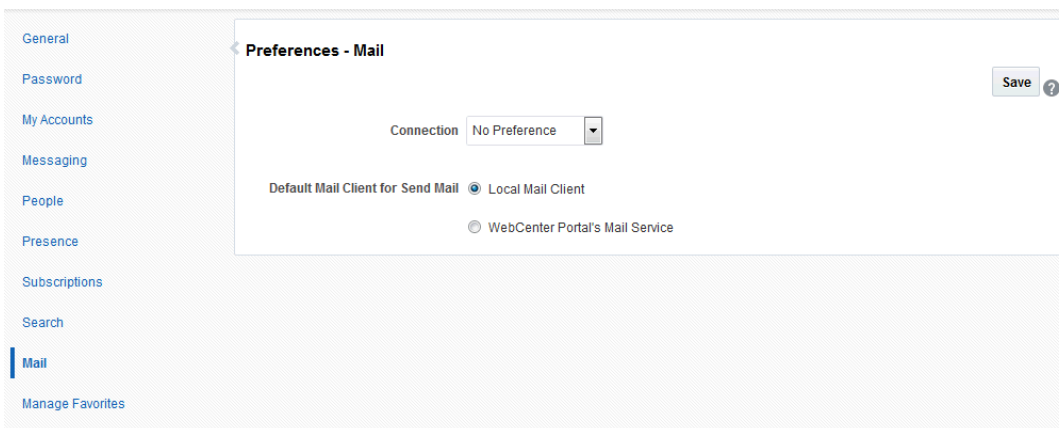 General
Password
My Accounts
Messaging
People
Presence
Subscriptions
Search
Mail
Manage Favorites
Preferences - Mail
Save ?
Connection No Preference
Default Mail Client for Send Mail Local Mail Client
WebCenter Portal's Mail Service